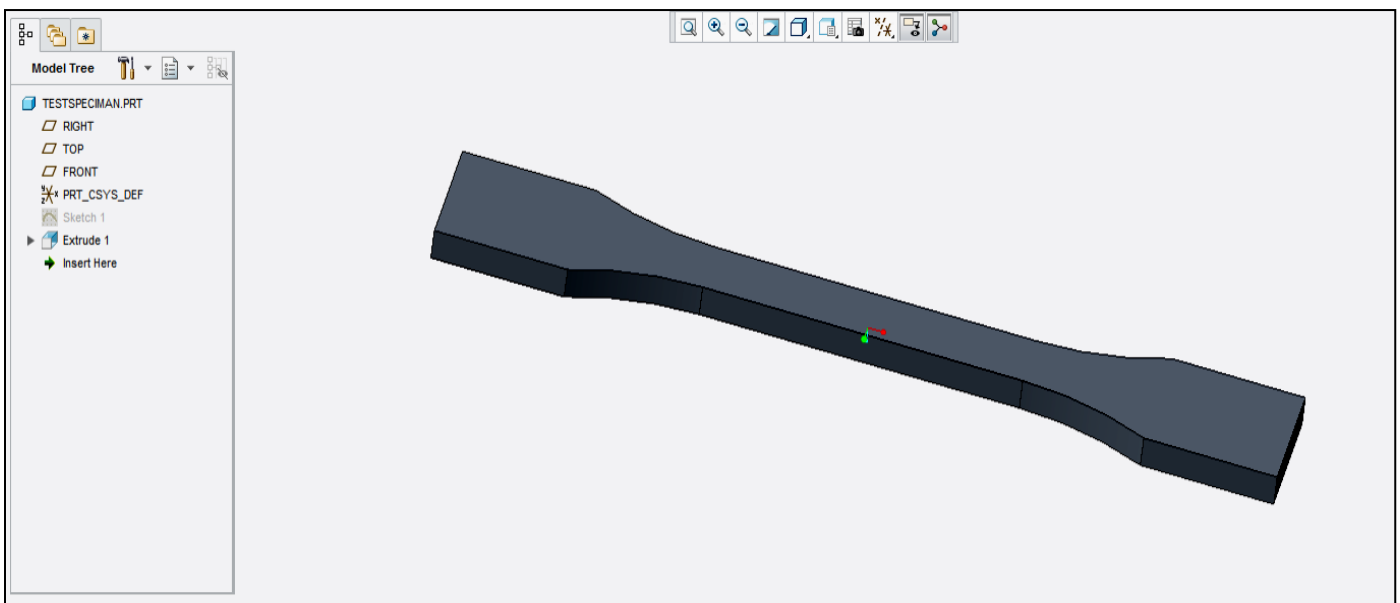 Model Tree
TESTSPECIMAN.PRT
RIGHT
TOP
FRONT
PRT_CSYS_DEF
Sketch 1
Extrude 1
Insert Here